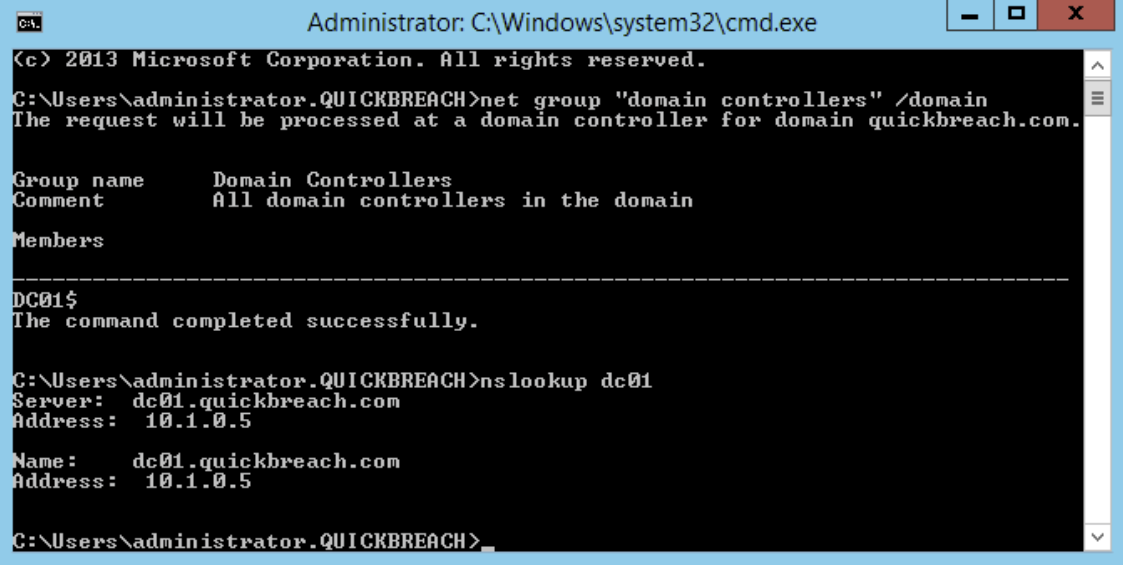 Administrator: C:\Windows\system32\cmd.exe
(c) 2013 Microsoft Corporation. All rights reserved.
C:\Users\administrator.QUICKBREACH>net group "domain controllers" /domain
The request will be processed at a domain controller for domain quickbreach.com.
Group name     Domain Controllers
Comment        All domain controllers in the domain
Members
-------------------------------------------------------------------------------
DC01$
The command completed successfully.
C:\Users\administrator.QUICKBREACH>nslookup dc01
Server:  dc01.quickbreach.com
Address:  10.1.0.5
Name:    dc01.quickbreach.com
Address:  10.1.0.5
C:\Users\administrator.QUICKBREACH>_